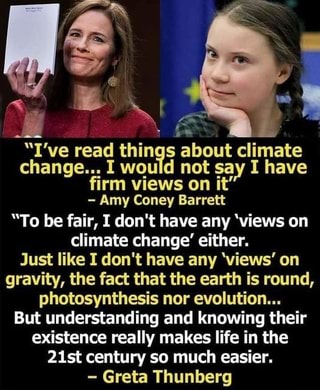 “I’ve read things about climate
change... I would not say I have
firm views on it”
– Amy Coney Barrett
“To be fair, I don't have any ‘views on
climate change’ either.
Just like I don't have any ‘views’ on
gravity, the fact that the earth is round,
photosynthesis nor evolution...
But understanding and knowing their
existence really makes life in the
21st century so much easier.
– Greta Thunberg